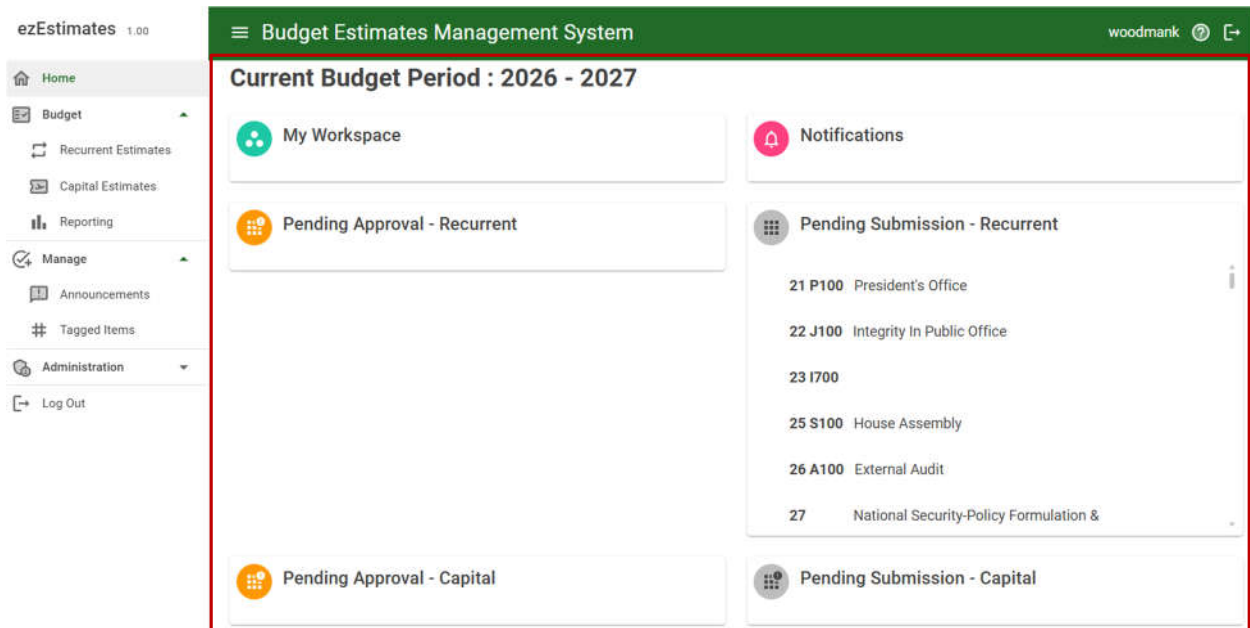 ezEstimates 1.00
Budget Estimates Management System
woodmank
Home
Budget
Recurrent Estimates
Capital Estimates
Reporting
Manage
Announcements
Tagged Items
Administration
Log Out
Current Budget Period : 2026 - 2027
My Workspace
Notifications
Pending Approval - Recurrent
Pending Submission - Recurrent
21 P100 President's Office
22 J100 Integrity In Public Office
23 I700
25 S100 House Assembly
26 A100 External Audit
27 National Security-Policy Formulation &
Pending Approval - Capital
Pending Submission - Capital